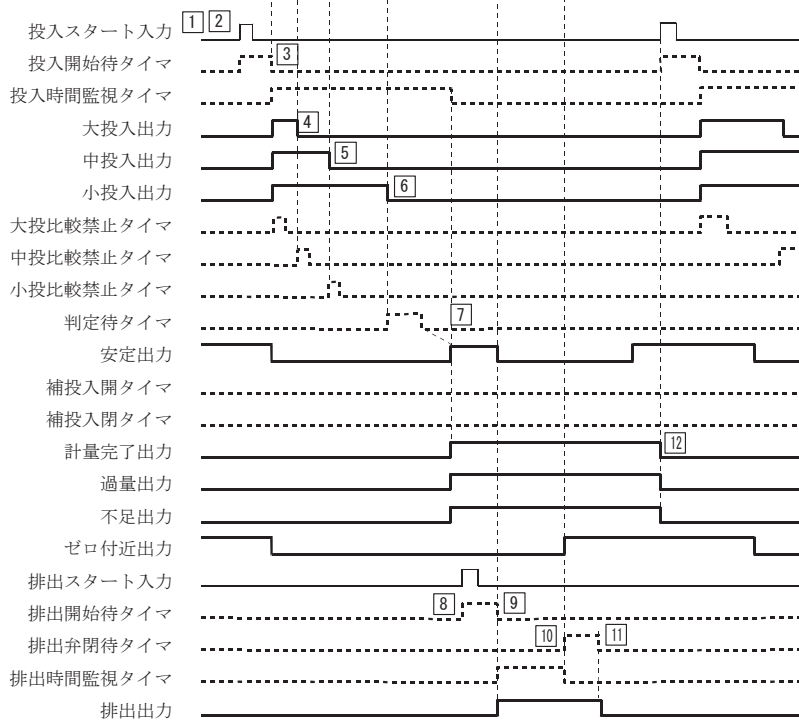 投入スタート入力 1 2
投入開始待タイマ 3
投入時間監視タイマ
大投入出力 4
中投入出力 5
小投入出力 6
大投比較禁止タイマ
中投比較禁止タイマ
小投比較禁止タイマ
判定待タイマ 7
安定出力
補投入開タイマ
補投入閉タイマ
計量完了出力 12
過量出力
不足出力
ゼロ付近出力
排出スタート入力
排出開始待タイマ 8 9
排出弁閉待タイマ 10 11
排出時間監視タイマ
排出出力